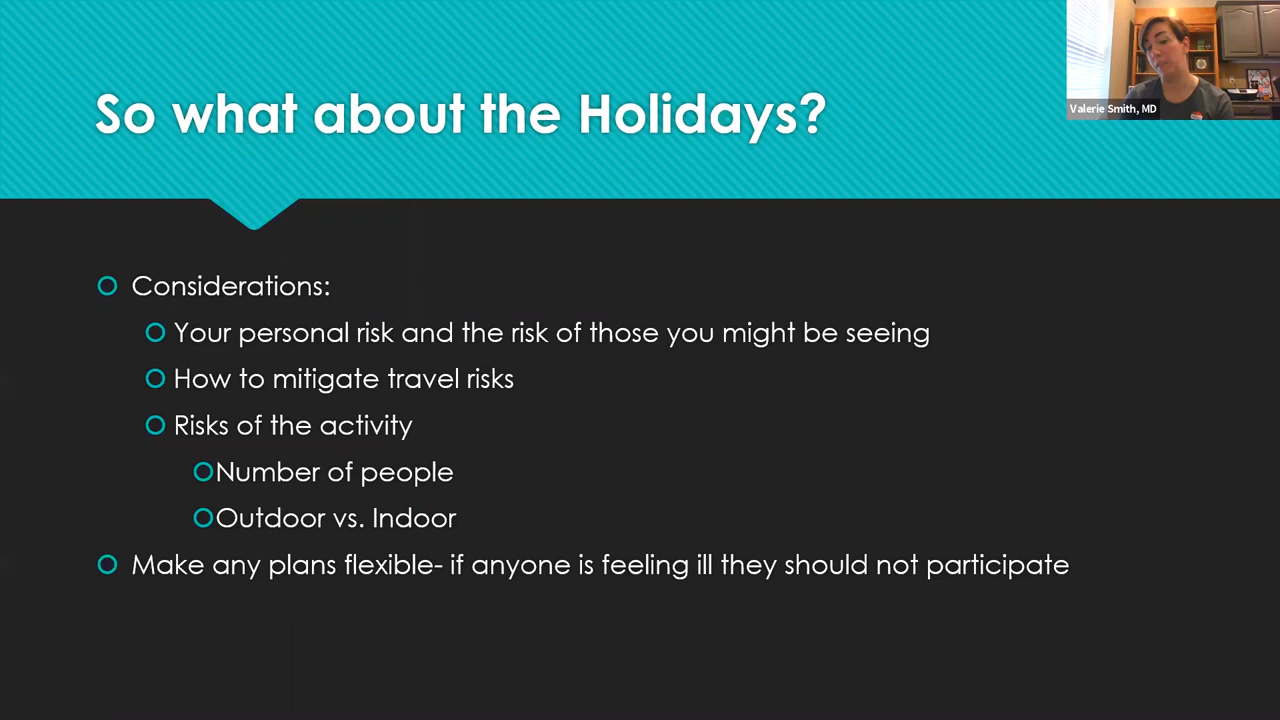 So what about the Holidays?
Valerie Smith, MD
Considerations:
Your personal risk and the risk of those you might be seeing
How to mitigate travel risks
Risks of the activity
Number of people
Outdoor vs. Indoor
Make any plans flexible- if anyone is feeling ill they should not participate